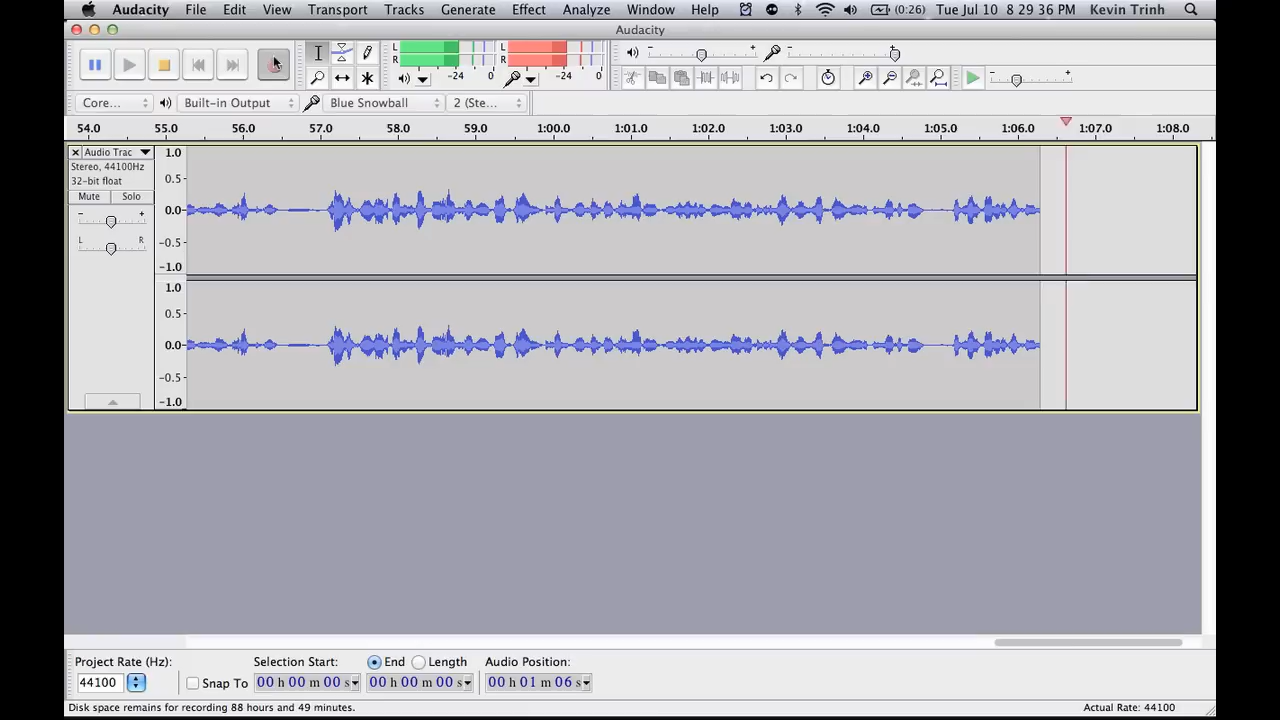 Audacity File Edit View Transport Tracks Generate Effect Analyze Window Help (0:26) Tue Jul 10 8 29 36 PM Kevin Trinh
Audacity
L R -24 0 L R -24 0 - + - +
- +
Core... Built-in Output Blue Snowball 2 (Ste...
54.0 55.0 56.0 57.0 58.0 59.0 1:00.0 1:01.0 1:02.0 1:03.0 1:04.0 1:05.0 1:06.0 1:07.0 1:08.0
Audio Trac
Stereo, 44100Hz
32-bit float
Mute Solo
- +
L R
1.0
0.5
0.0
-0.5
-1.0
1.0
0.5
0.0
-0.5
-1.0
Project Rate (Hz): Selection Start: End Length Audio Position:
44100 Snap To 00 h 00 m 00 s 00 h 00 m 00 s 00 h 01 m 06 s
Disk space remains for recording 88 hours and 49 minutes. Actual Rate: 44100